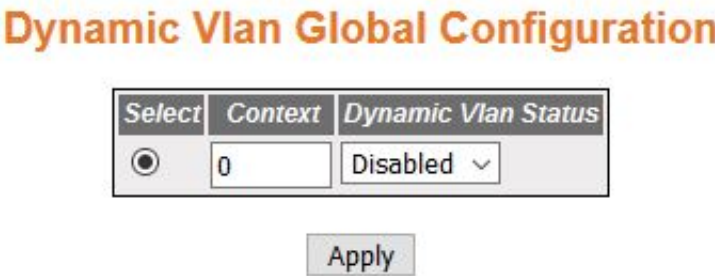 Dynamic Vlan Global Configuration
Select Context Dynamic Vlan Status
0 Disabled
Apply